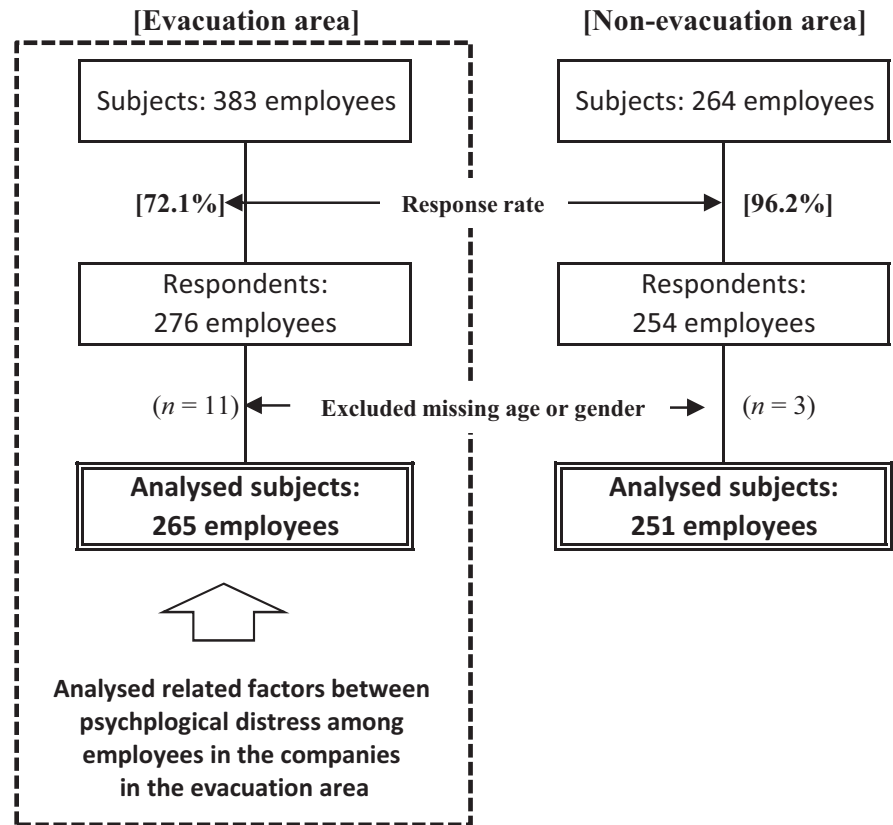 [Evacuation area]
[Non-evacuation area]
Subjects: 383 employees
Subjects: 264 employees
[72.1%]
Response rate
[96.2%]
Respondents:
276 employees
Respondents:
254 employees
(n = 11)
Excluded missing age or gender
(n = 3)
Analysed subjects:
265 employees
Analysed subjects:
251 employees
Analysed related factors between
psychplogical distress among
employees in the companies
in the evacuation area